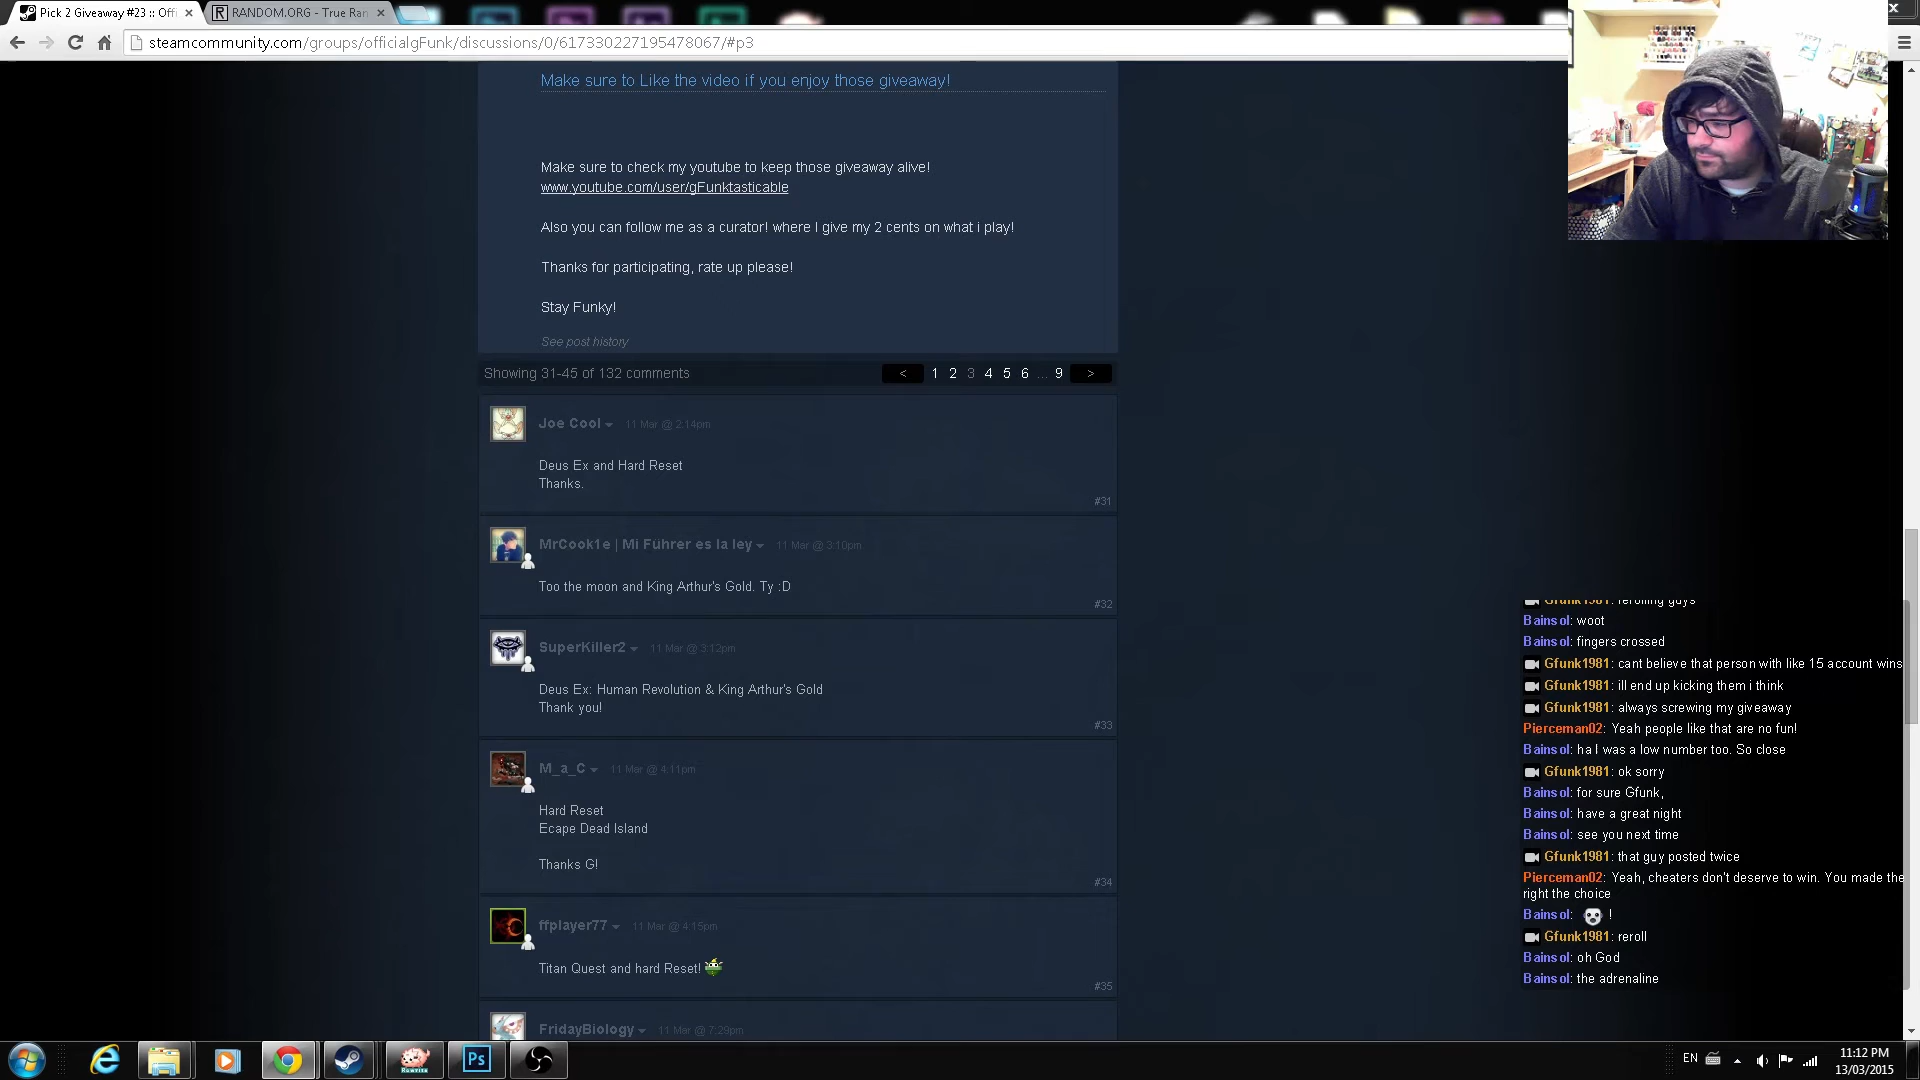 Pick 2 Giveaway #23 :: Offi
RANDOM.ORG - True Ran
steamcommunity.com/groups/officialgFunk/discussions/0/617330227195478067/#p3
Make sure to Like the video if you enjoy those giveaway!
Make sure to check my youtube to keep those giveaway alive!
www.youtube.com/user/gFunktasticable
Also you can follow me as a curator! where I give my 2 cents on what i play!
Thanks for participating, rate up please!
Stay Funky!
See post history
Showing 31-45 of 132 comments
< 1 2 3 4 5 6 ... 9 >
Joe Cool 11 Mar @ 2:14pm
Deus Ex and Hard Reset
Thanks.
#31
MrCook1e | Mi Führer es la ley 11 Mar @ 3:10pm
Too the moon and King Arthur's Gold. Ty :D
#32
SuperKiller2 11 Mar @ 3:12pm
Deus Ex: Human Revolution & King Arthur's Gold
Thank you!
#33
M_a_C 11 Mar @ 4:11pm
Hard Reset
Ecape Dead Island
Thanks G!
#34
ffplayer77 11 Mar @ 4:15pm
Titan Quest and hard Reset!
#35
FridayBiology 11 Mar @ 7:29pm
Gfunk1981: rerolling guys
Bainsol: woot
Bainsol: fingers crossed
Gfunk1981: cant believe that person with like 15 account wins
Gfunk1981: ill end up kicking them i think
Gfunk1981: always screwing my giveaway
Pierceman02: Yeah people like that are no fun!
Bainsol: ha I was a low number too. So close
Gfunk1981: ok sorry
Bainsol: for sure Gfunk,
Bainsol: have a great night
Bainsol: see you next time
Gfunk1981: that guy posted twice
Pierceman02: Yeah, cheaters don't deserve to win. You made the
right the choice
Bainsol: !
Gfunk1981: reroll
Bainsol: oh God
Bainsol: the adrenaline
Ps
EN
11:12 PM
13/03/2015